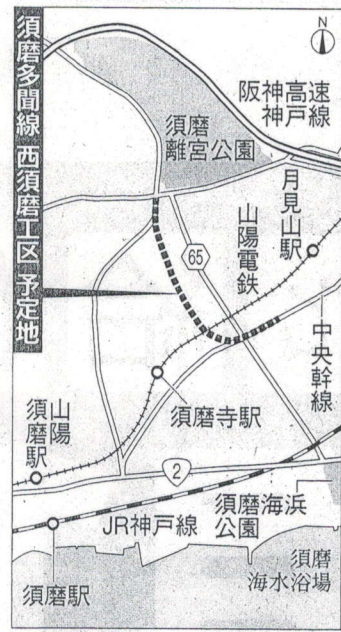 須磨多聞線 西須磨工区 予定地
N
阪神高速
神戸線
須磨
離宮公園
月見山駅
山陽電鉄
65
中央幹線
須磨寺駅
山陽
須磨駅
2
須磨海浜
公園
JR神戸線
須磨
海水浴場
須磨駅